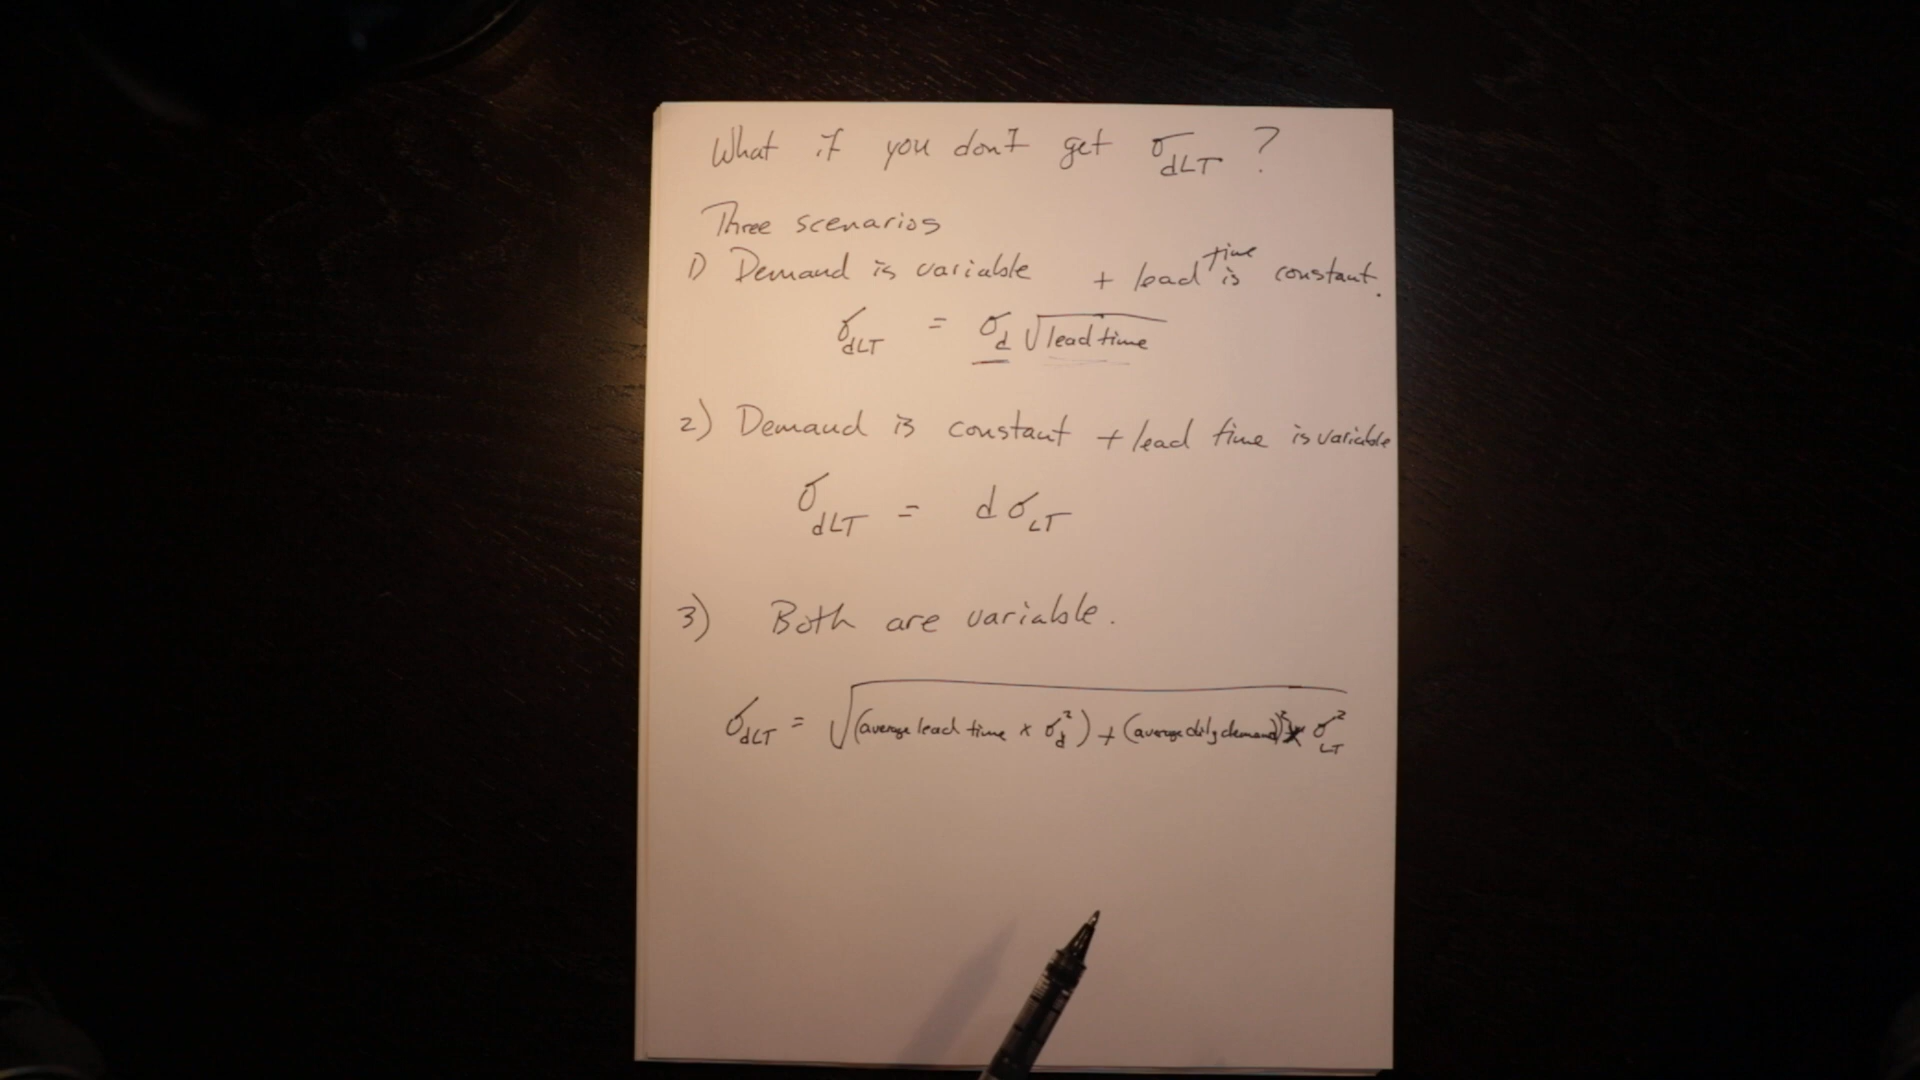 What if you don't get σdLT ?
Three scenarios
1) Demand is variable + lead time is constant.
σdLT = σd √lead time
2) Demand is constant + lead time is variable
σdLT = d σLT
3) Both are variable.
σdLT = √(average lead time × σd²) + (average daily demand)² × σLT²